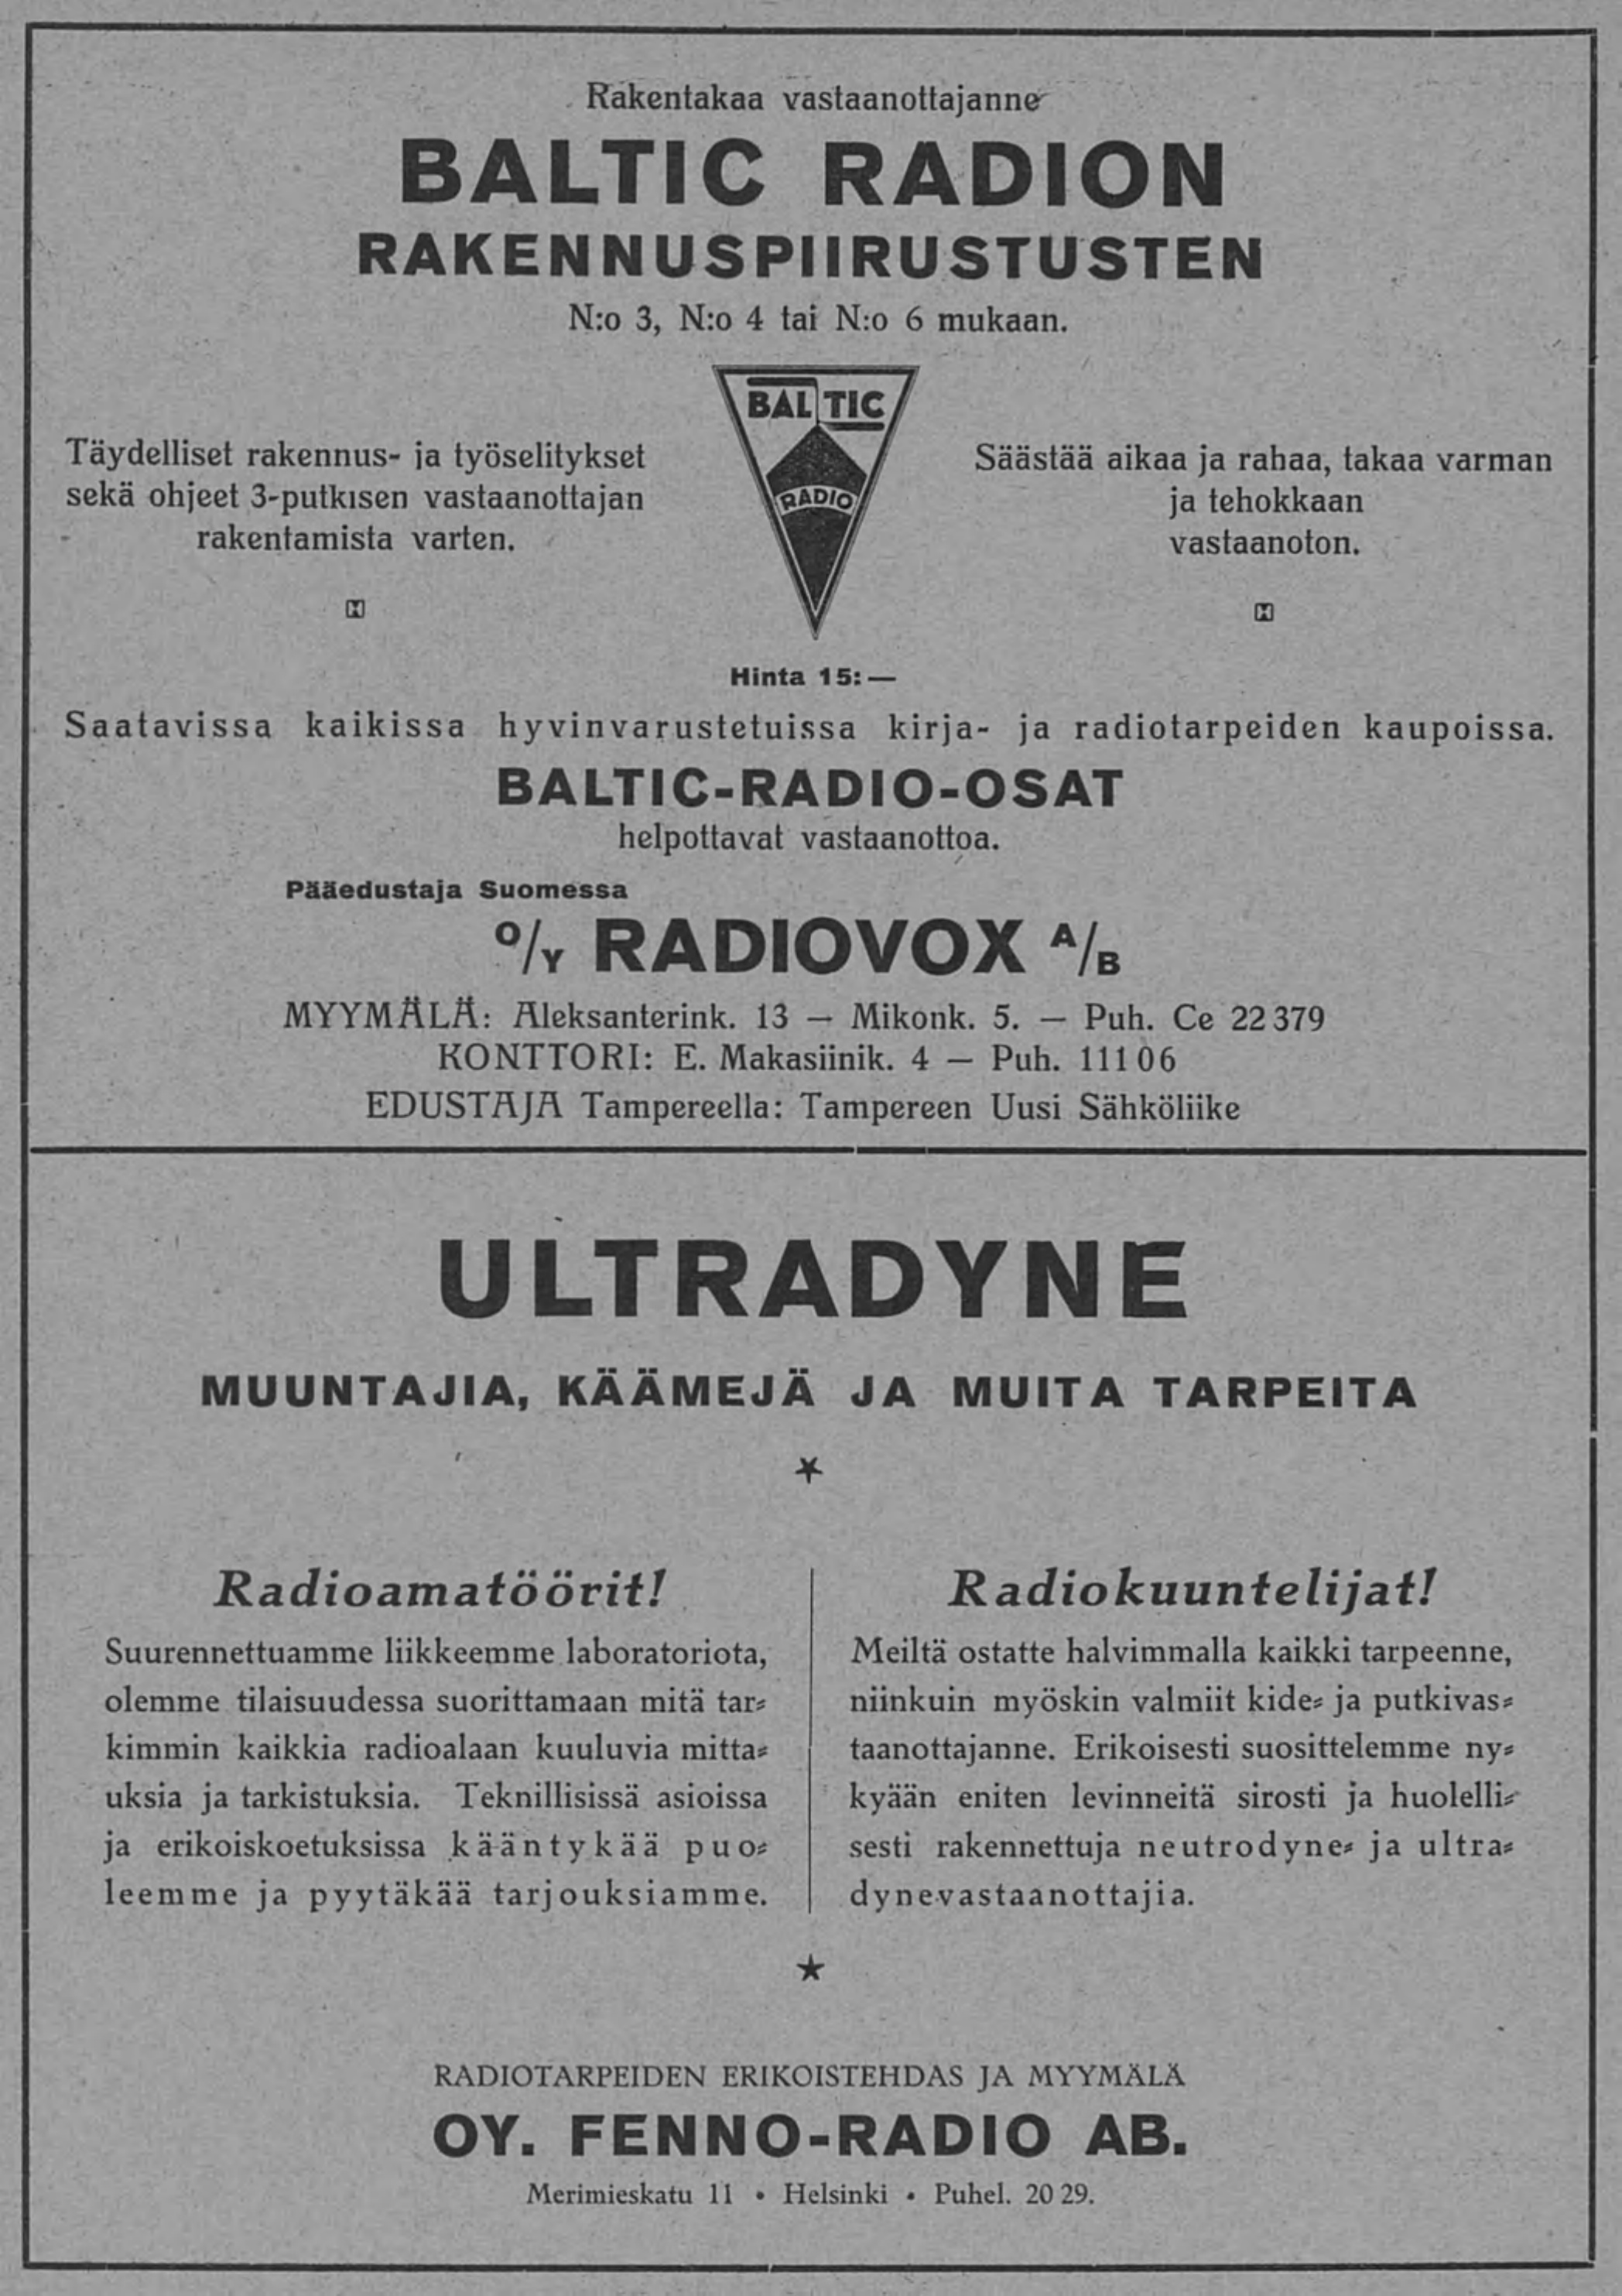 Rakentakaa vastaanottajanne
BALTIC RADION
RAKENNUSPIIRUSTUSTEN
N:o 3, N:o 4 tai N:o 6 mukaan.
BALTIC
RADIO
Täydelliset rakennus- ja työselitykset
sekä ohjeet 3-putkisen vastaanottajan
rakentamista varten.
Säästää aikaa ja rahaa, takaa varman
ja tehokkaan
vastaanoton.
Hinta 15:—
Saatavissa kaikissa hyvinvarustetuissa kirja- ja radiotarpeiden kaupoissa.
BALTIC-RADIO-OSAT
helpottavat vastaanottoa.
Pääedustaja Suomessa
O/Y RADIOVOX A/B
MYYMÄLÄ: Aleksanterink. 13 — Mikonk. 5. — Puh. Ce 22 379
KONTTORI: E. Makasiinik. 4 — Puh. 111 06
EDUSTAJA Tampereella: Tampereen Uusi Sähköliike
ULTRADYNE
MUUNTAJIA, KÄÄMEJÄ JA MUITA TARPEITA
Radioamatöörit!
Suurennettuamme liikkeemme laboratoriota,
olemme tilaisuudessa suorittamaan mitä tar-
kimmin kaikkia radioalaan kuuluvia mitta-
uksia ja tarkistuksia. Teknillisissä asioissa
ja erikoiskoetuksissa kääntykää puo-
leemme ja pyytäkää tarjouksiamme.
Radiokuuntelijat!
Meiltä ostatte halvimmalla kaikki tarpeenne,
niinkuin myöskin valmiit kide- ja putkivas-
taanottajanne. Erikoisesti suosittelemme ny-
kyään eniten levinneitä sirosti ja huolelli-
sesti rakennettuja neutrodyne- ja ultra-
dynevastaanottajia.
RADIOTARPEIDEN ERIKOISTEHDAS JA MYYMÄLÄ
OY. FENNO-RADIO AB.
Merimieskatu 11 • Helsinki • Puhel. 20 29.